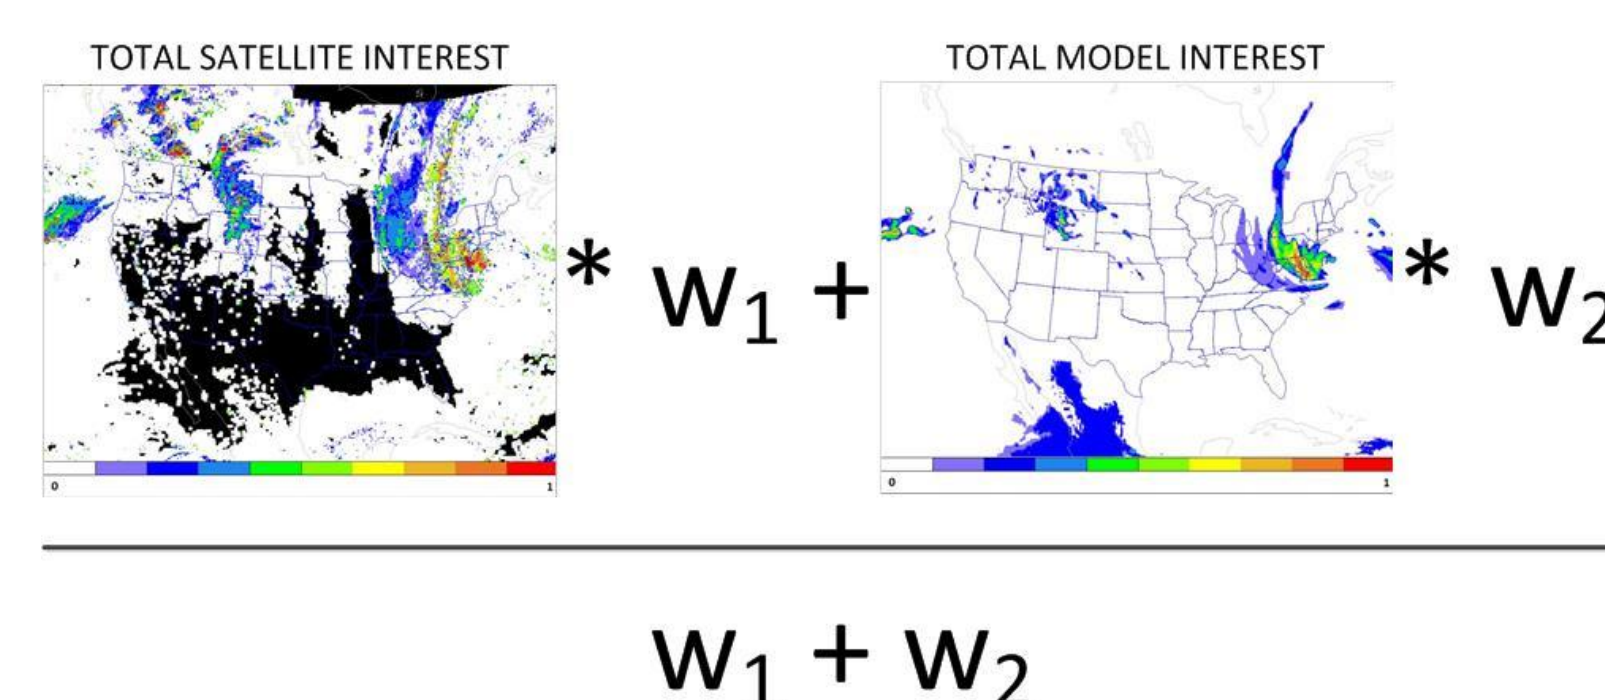 TOTAL SATELLITE INTEREST
TOTAL MODEL INTEREST
* W₁ + * W₂
0 1
0 1
W₁ + W₂